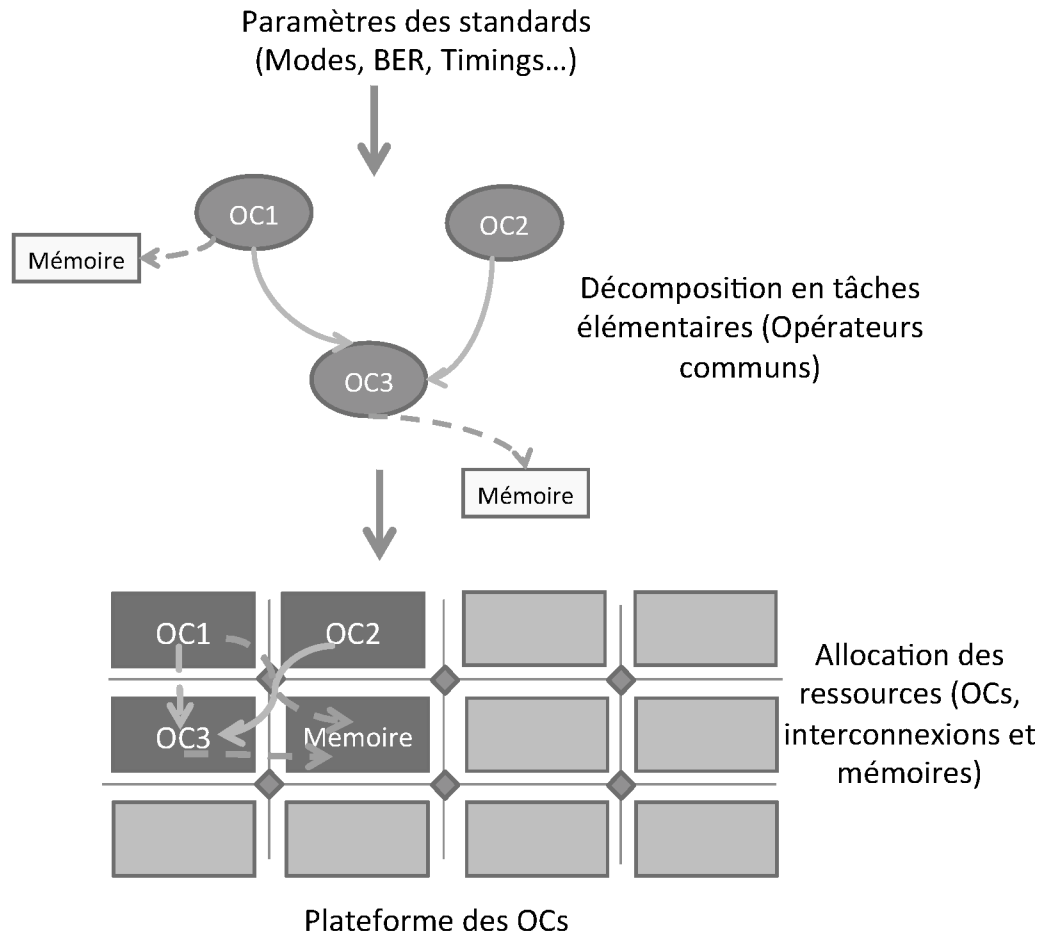 Paramètres des standards
(Modes, BER, Timings...)
OC1
OC2
Mémoire
Décomposition en tâches
élémentaires (Opérateurs
communs)
OC3
Mémoire
OC1
OC2
Allocation des
ressources (OCs,
interconnexions et
mémoires)
OC3
Mémoire
Plateforme des OCs